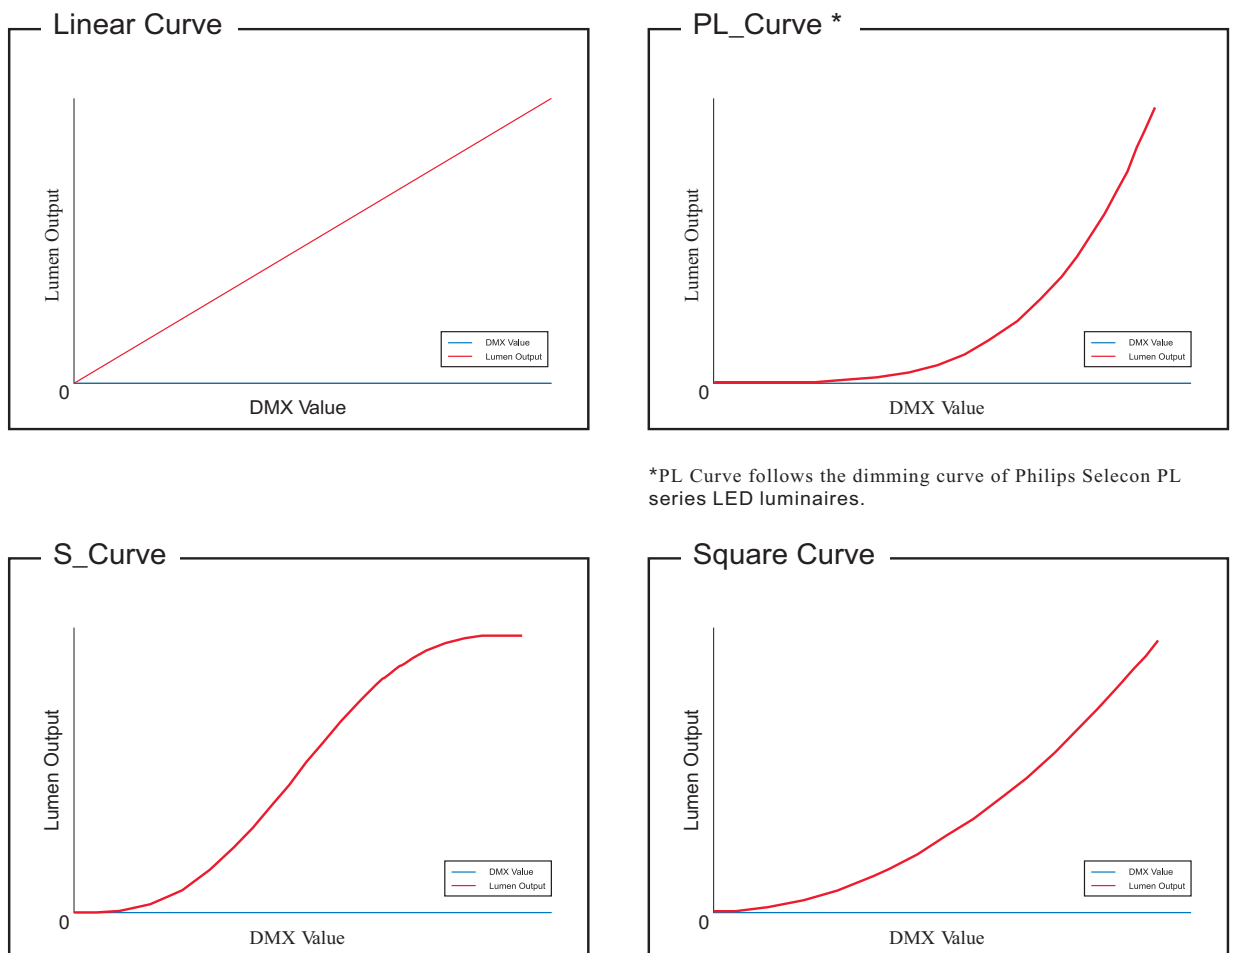 Linear Curve
Lumen Output
DMX Value
Lumen Output
0
DMX Value
PL_Curve *
Lumen Output
DMX Value
Lumen Output
0
DMX Value
*PL Curve follows the dimming curve of Philips Selecon PL
series LED luminaires.
S_Curve
Lumen Output
DMX Value
Lumen Output
0
DMX Value
Square Curve
Lumen Output
DMX Value
Lumen Output
0
DMX Value